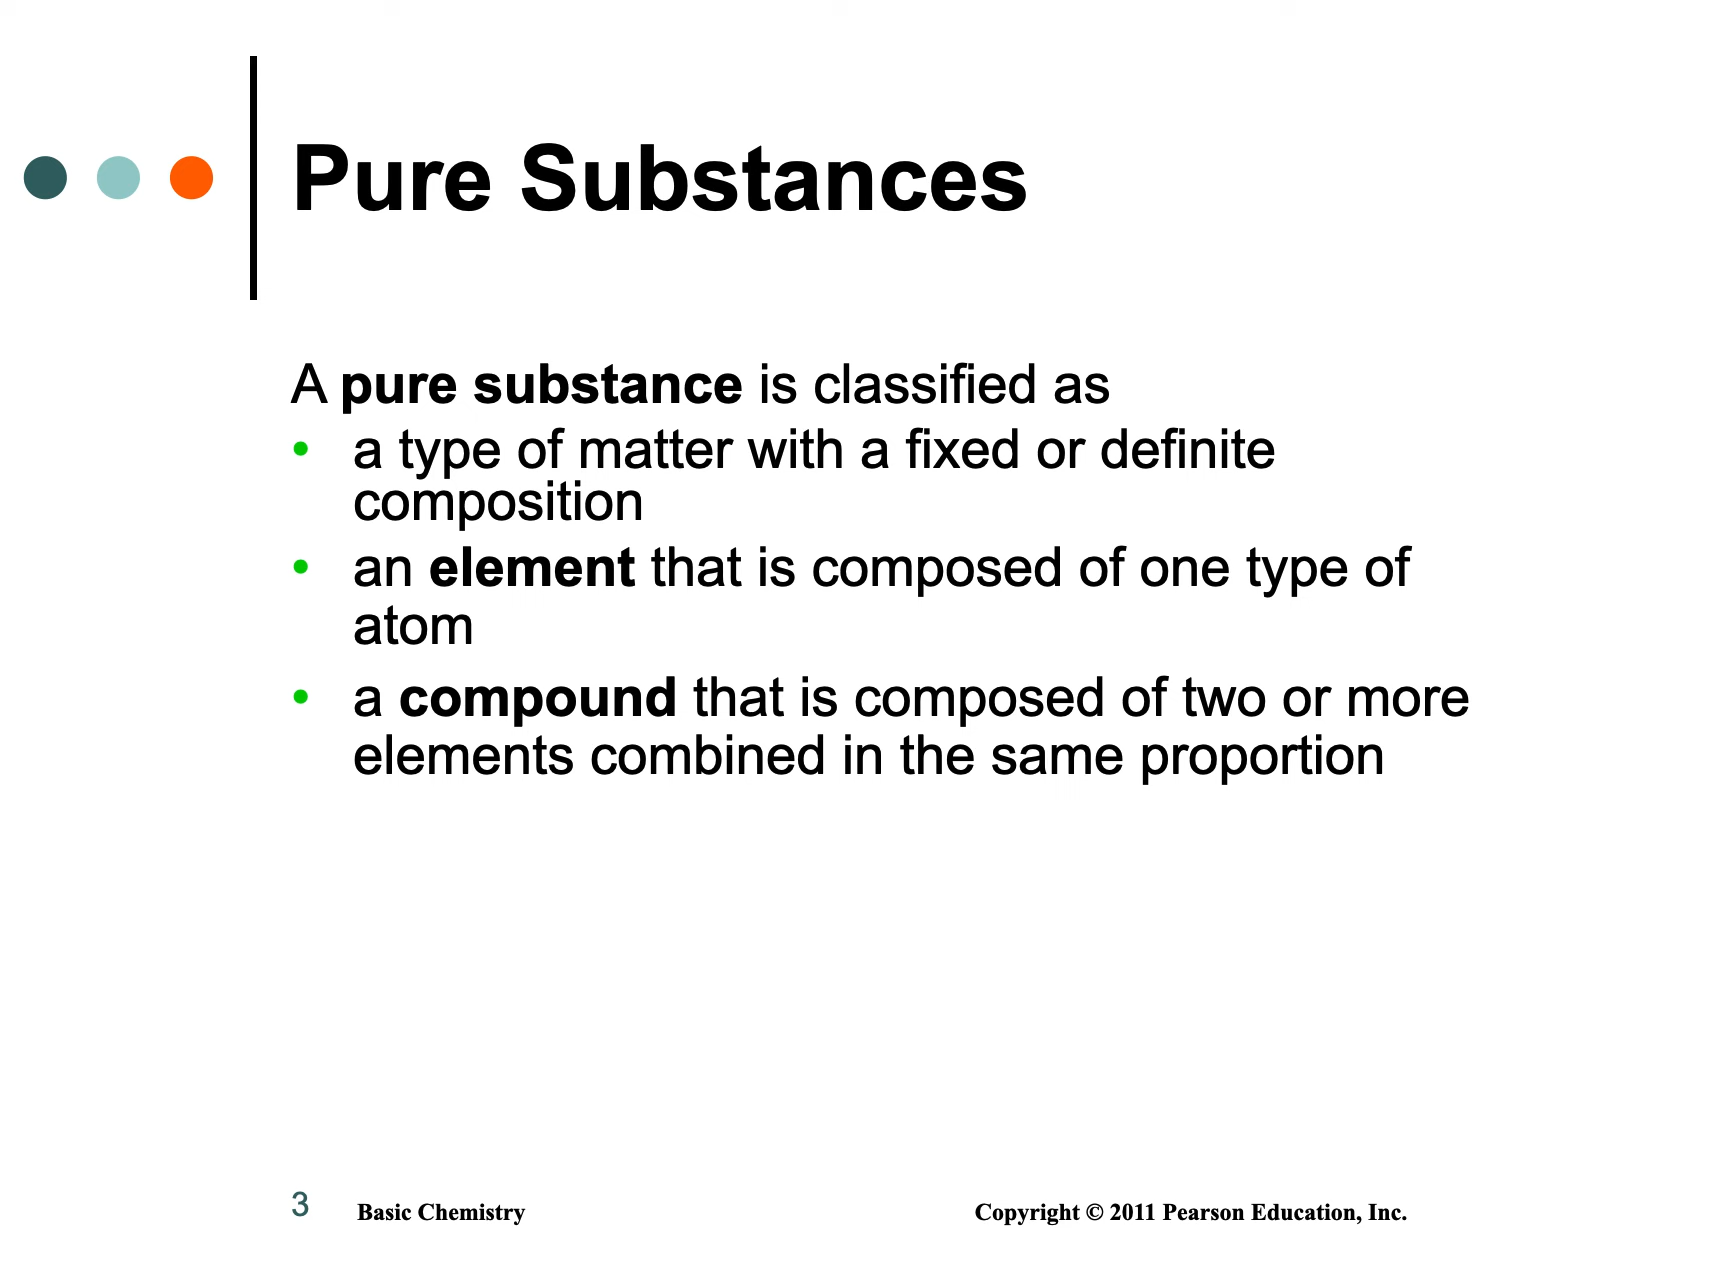 Pure Substances
A pure substance is classified as
• a type of matter with a fixed or definite
composition
• an element that is composed of one type of
atom
• a compound that is composed of two or more
elements combined in the same proportion
3 Basic Chemistry Copyright © 2011 Pearson Education, Inc.